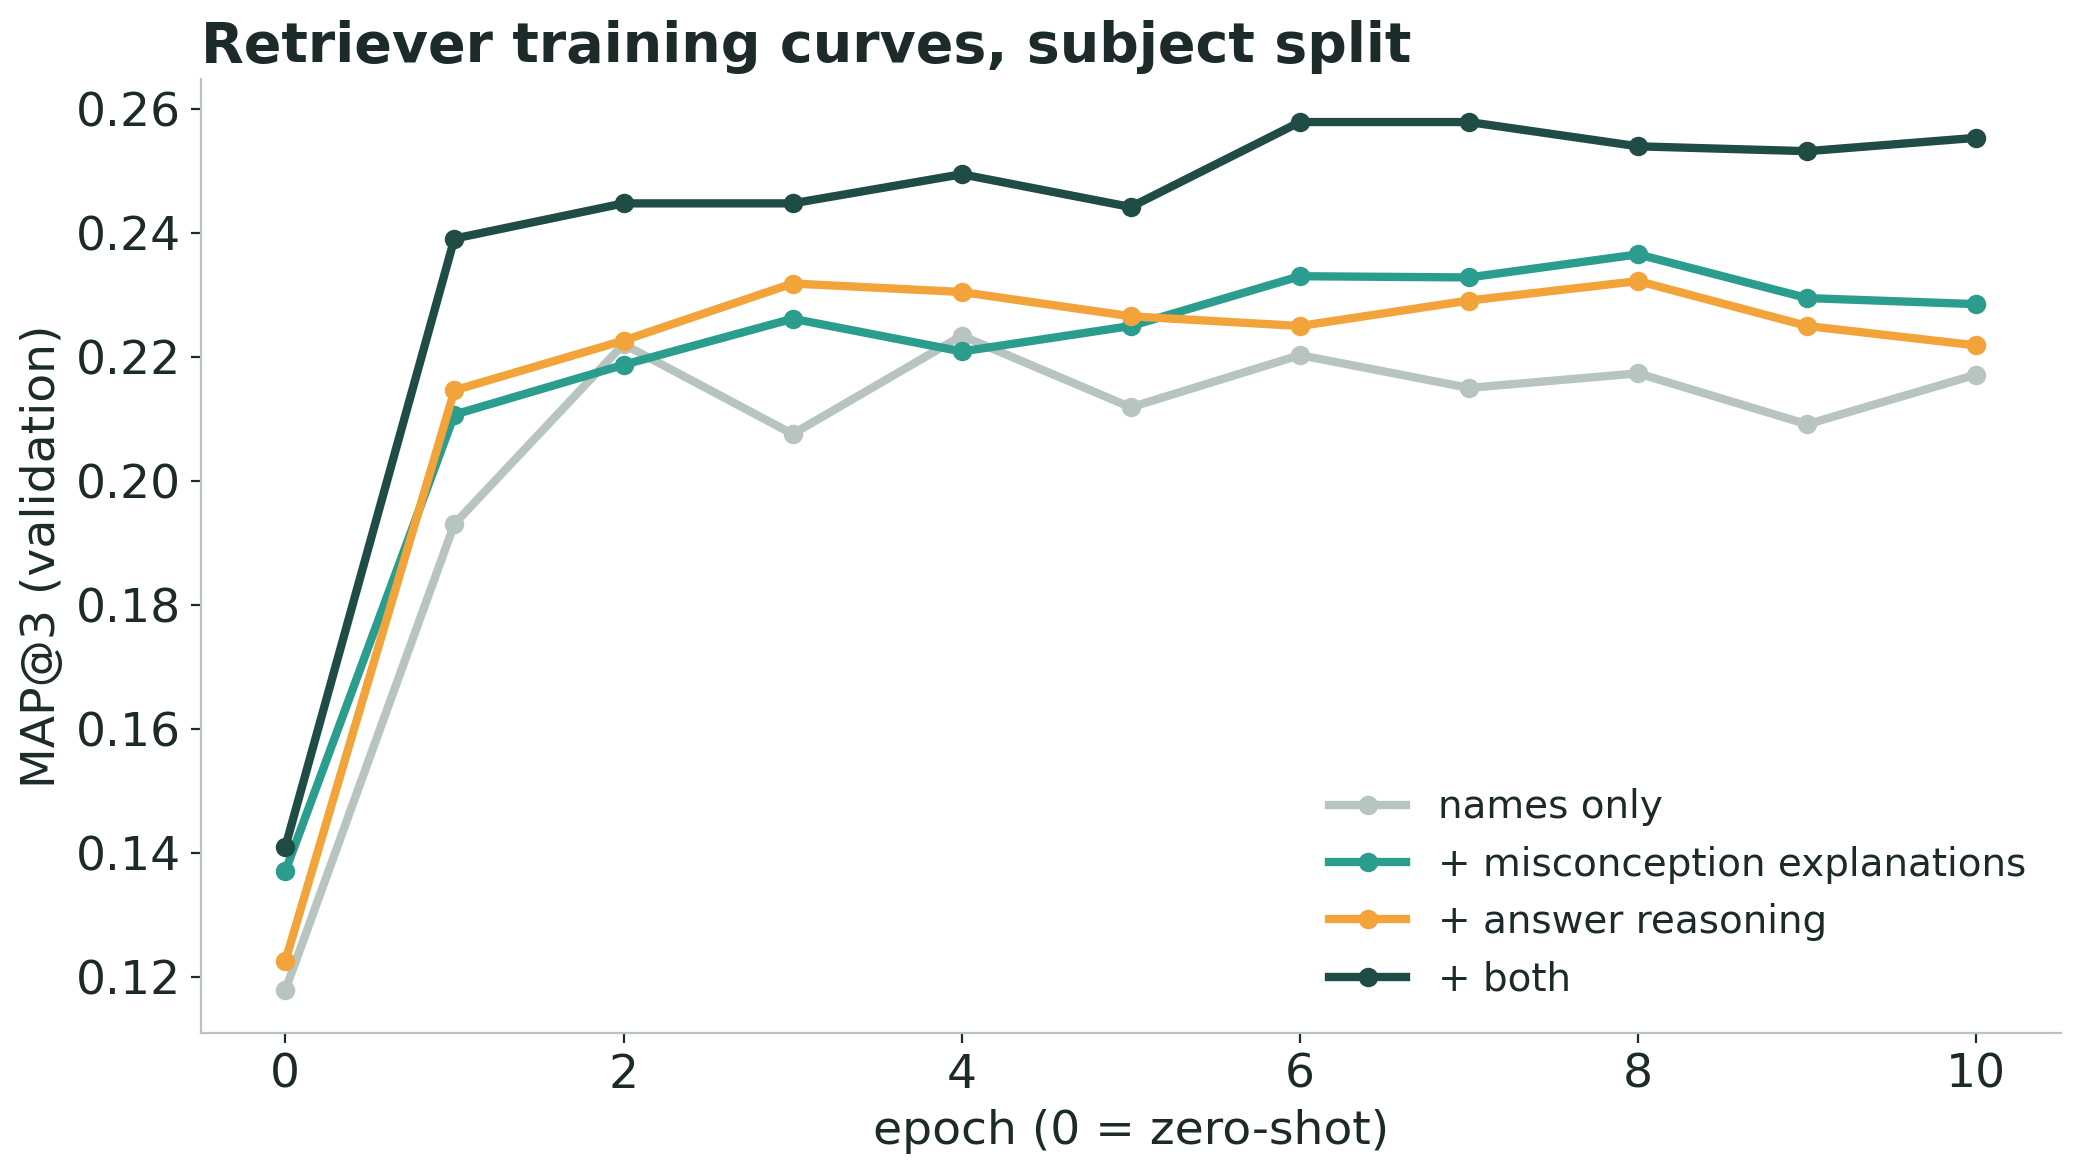 Retriever training curves, subject split
MAP@3 (validation)
0.26
0.24
0.22
0.20
0.18
0.16
0.14
0.12
names only
+ misconception explanations
+ answer reasoning
+ both
0 2 4 6 8 10
epoch (0 = zero-shot)